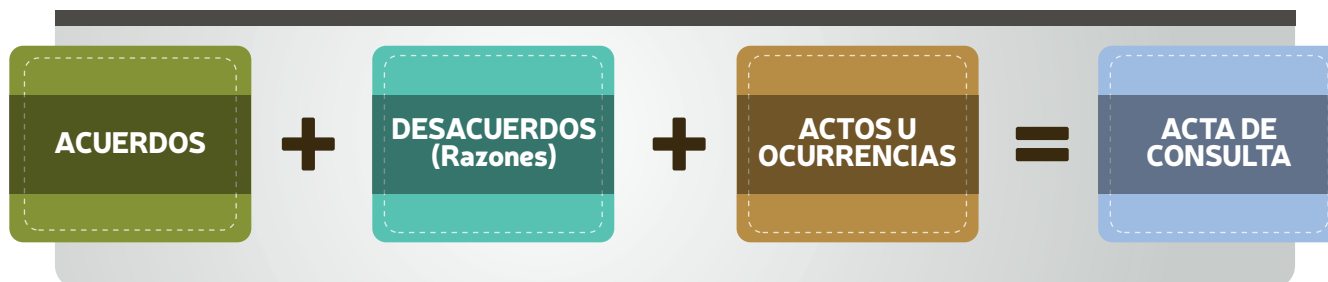 ACUERDOS
+
DESACUERDOS
(Razones)
+
ACTOS U
OCURRENCIAS
=
ACTA DE
CONSULTA